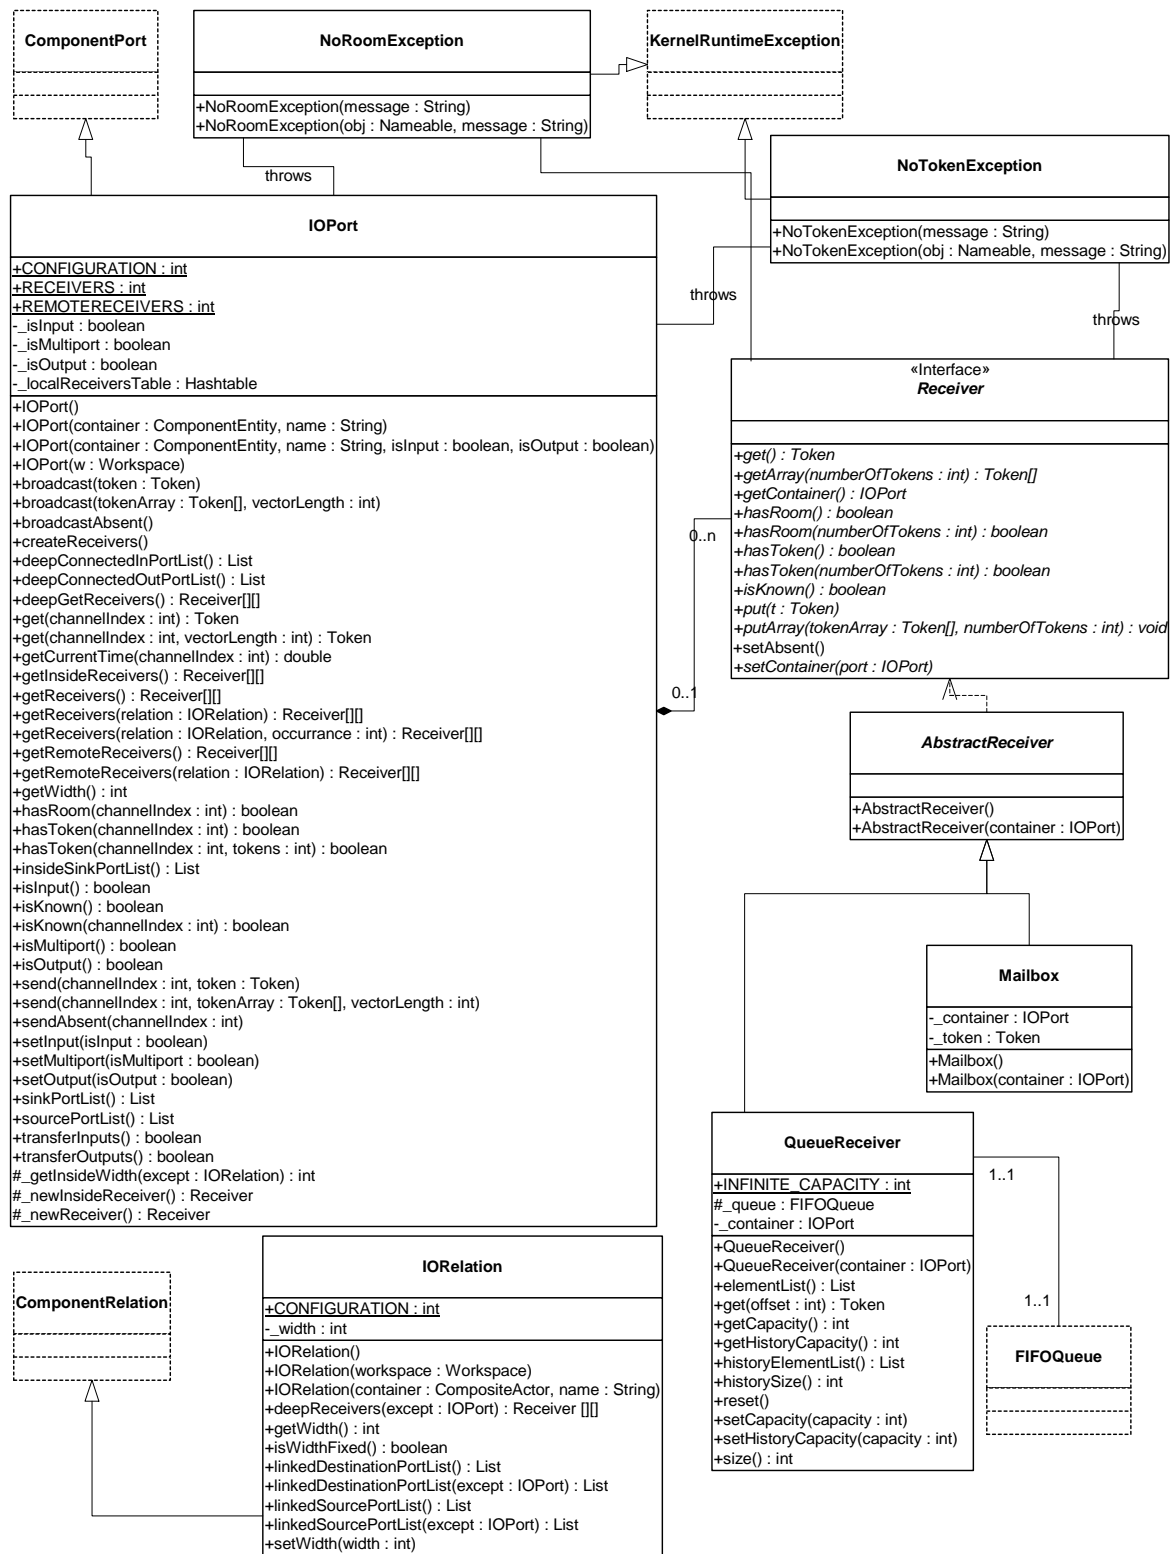 ComponentPort
NoRoomException
+NoRoomException(message : String)
+NoRoomException(obj : Nameable, message : String)
KernelRuntimeException
NoTokenException
+NoTokenException(message : String)
+NoTokenException(obj : Nameable, message : String)
throws
throws
throws
IOPort
+CONFIGURATION : int
+RECEIVERS : int
+REMOTERECEIVERS : int
-_isInput : boolean
-_isMultiport : boolean
-_isOutput : boolean
-_localReceiversTable : Hashtable
+IOPort()
+IOPort(container : ComponentEntity, name : String)
+IOPort(container : ComponentEntity, name : String, isInput : boolean, isOutput : boolean)
+IOPort(w : Workspace)
+broadcast(token : Token)
+broadcast(tokenArray : Token[], vectorLength : int)
+broadcastAbsent()
+createReceivers()
+deepConnectedInPortList() : List
+deepConnectedOutPortList() : List
+deepGetReceivers() : Receiver[][]
+get(channelIndex : int) : Token
+get(channelIndex : int, vectorLength : int) : Token
+getCurrentTime(channelIndex : int) : double
+getInsideReceivers() : Receiver[][]
+getReceivers() : Receiver[][]
+getReceivers(relation : IORelation) : Receiver[][]
+getReceivers(relation : IORelation, occurrance : int) : Receiver[][]
+getRemoteReceivers() : Receiver[][]
+getRemoteReceivers(relation : IORelation) : Receiver[][]
+getWidth() : int
+hasRoom(channelIndex : int) : boolean
+hasToken(channelIndex : int) : boolean
+hasToken(channelIndex : int, tokens : int) : boolean
+insideSinkPortList() : List
+isInput() : boolean
+isKnown() : boolean
+isKnown(channelIndex : int) : boolean
+isMultiport() : boolean
+isOutput() : boolean
+send(channelIndex : int, token : Token)
+send(channelIndex : int, tokenArray : Token[], vectorLength : int)
+sendAbsent(channelIndex : int)
+setInput(isInput : boolean)
+setMultiport(isMultiport : boolean)
+setOutput(isOutput : boolean)
+sinkPortList() : List
+sourcePortList() : List
+transferInputs() : boolean
+transferOutputs() : boolean
#_getInsideWidth(except : IORelation) : int
#_newInsideReceiver() : Receiver
#_newReceiver() : Receiver
0..n
0..1
«Interface»
Receiver
+get() : Token
+getArray(numberOfTokens : int) : Token[]
+getContainer() : IOPort
+hasRoom() : boolean
+hasRoom(numberOfTokens : int) : boolean
+hasToken() : boolean
+hasToken(numberOfTokens : int) : boolean
+isKnown() : boolean
+put(t : Token)
+putArray(tokenArray : Token[], numberOfTokens : int) : void
+setAbsent()
+setContainer(port : IOPort)
AbstractReceiver
+AbstractReceiver()
+AbstractReceiver(container : IOPort)
Mailbox
-_container : IOPort
-_token : Token
+Mailbox()
+Mailbox(container : IOPort)
QueueReceiver
+INFINITE_CAPACITY : int
#_queue : FIFOQueue
-_container : IOPort
+QueueReceiver()
+QueueReceiver(container : IOPort)
+elementList() : List
+get(offset : int) : Token
+getCapacity() : int
+getHistoryCapacity() : int
+historyElementList() : List
+historySize() : int
+reset()
+setCapacity(capacity : int)
+setHistoryCapacity(capacity : int)
+size() : int
1..1
1..1
FIFOQueue
ComponentRelation
IORelation
+CONFIGURATION : int
-_width : int
+IORelation()
+IORelation(workspace : Workspace)
+IORelation(container : CompositeActor, name : String)
+deepReceivers(except : IOPort) : Receiver [][]
+getWidth() : int
+isWidthFixed() : boolean
+linkedDestinationPortList() : List
+linkedDestinationPortList(except : IOPort) : List
+linkedSourcePortList() : List
+linkedSourcePortList(except : IOPort) : List
+setWidth(width : int)